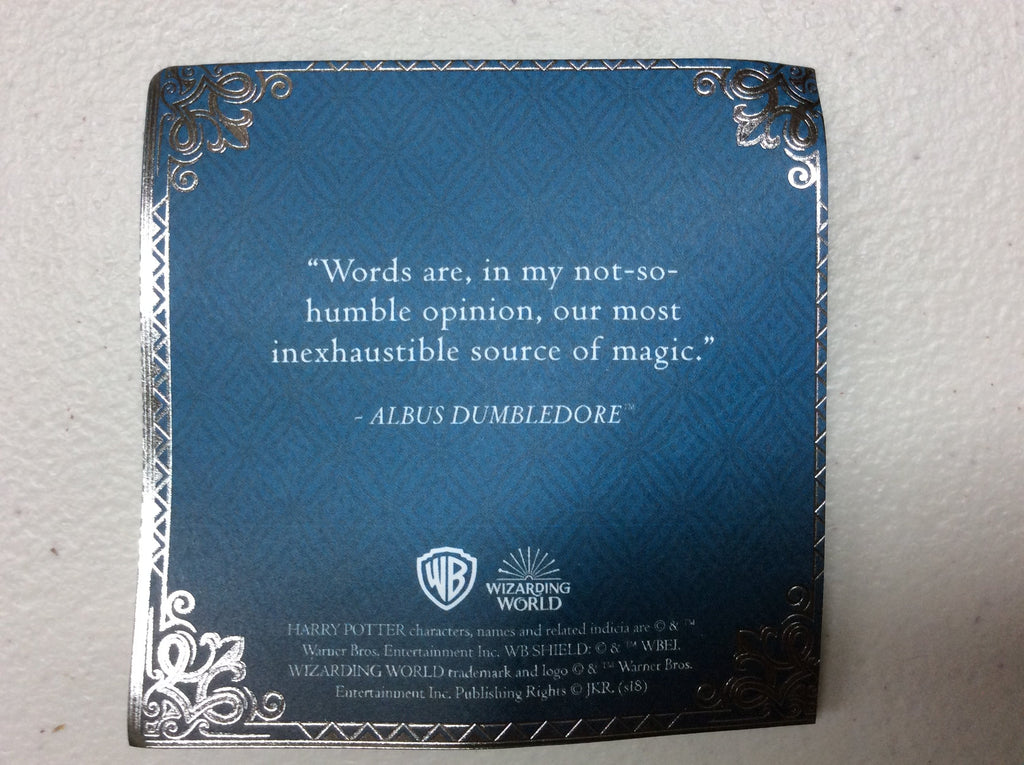 “Words are, in my not-so-
humble opinion, our most
inexhaustible source of magic.”
- ALBUS DUMBLEDORE™
WB
WIZARDING
WORLD
HARRY POTTER characters, names and related indicia are © & ™
Warner Bros. Entertainment Inc. WB SHIELD: © & ™ WBEI.
WIZARDING WORLD trademark and logo © & ™ Warner Bros.
Entertainment Inc. Publishing Rights © JKR. (s18)